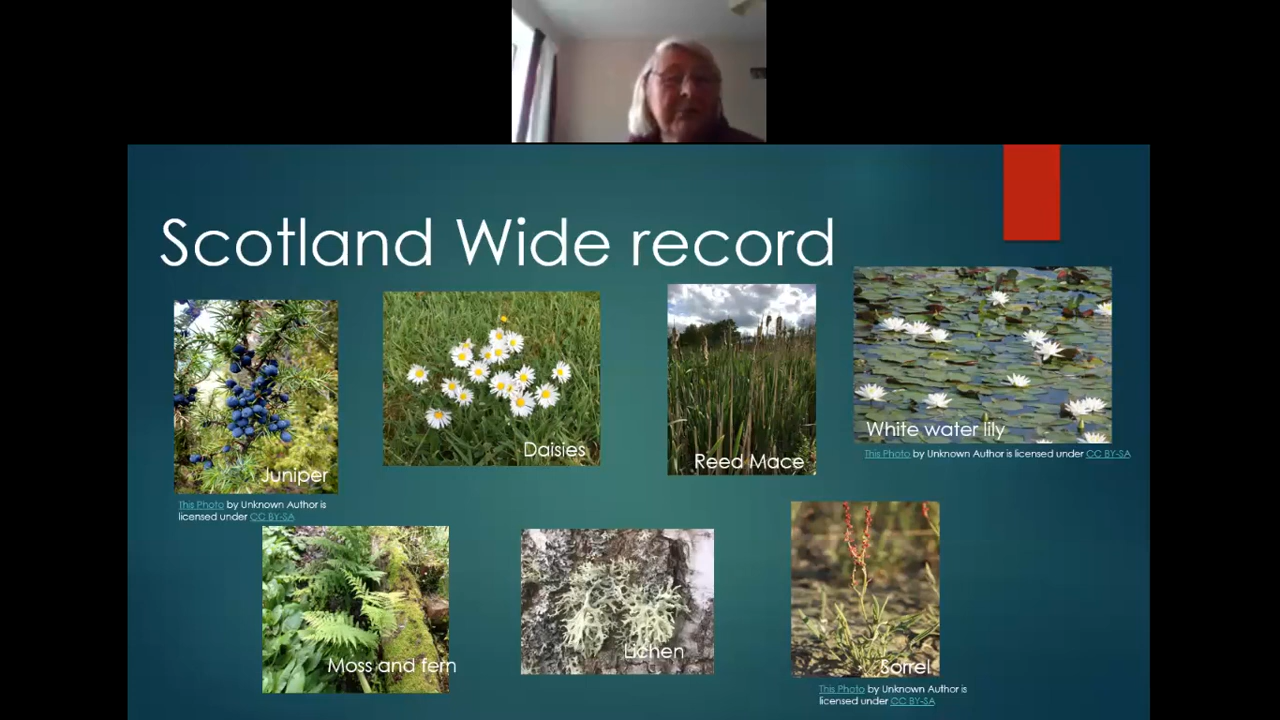 Scotland Wide record
Juniper
Daisies
Reed Mace
White water lily
This Photo by Unknown Author is licensed under CC BY-SA
This Photo by Unknown Author is
licensed under CC BY-SA
Moss and fern
Lichen
Sorrel
This Photo by Unknown Author is
licensed under CC BY-SA